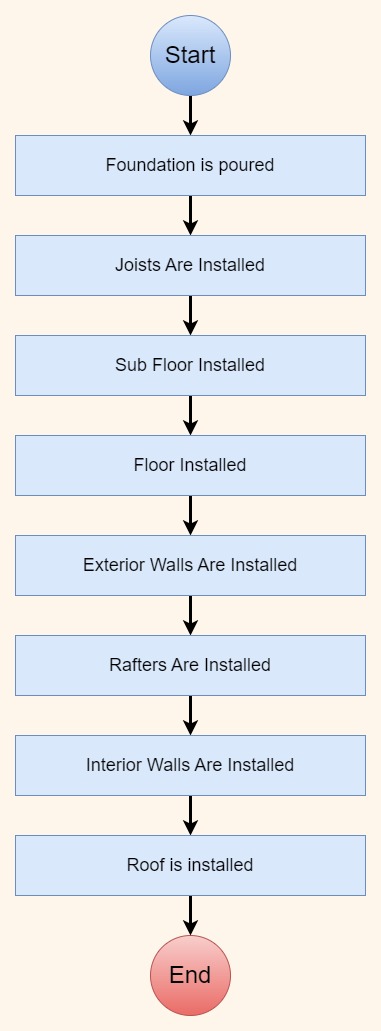 Start
Foundation is poured
Joists Are Installed
Sub Floor Installed
Floor Installed
Exterior Walls Are Installed
Rafters Are Installed
Interior Walls Are Installed
Roof is installed
End